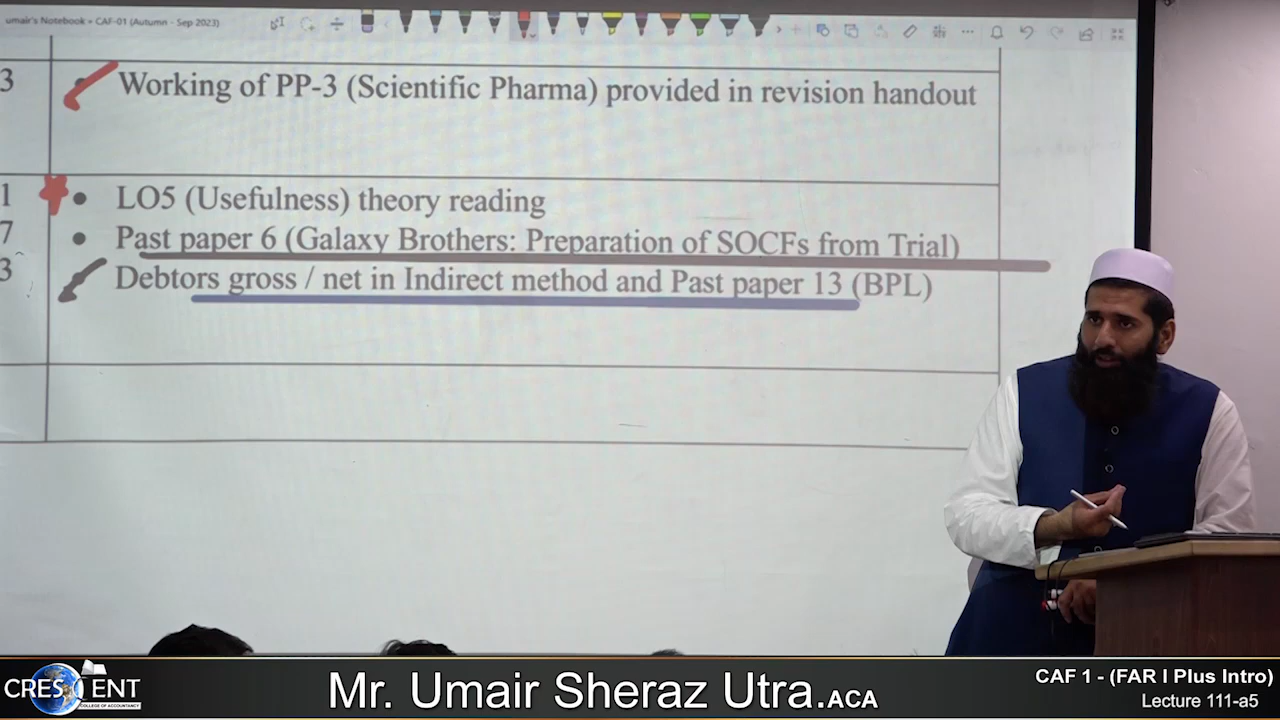 umair's Notebook » CAF-01 (Autumn - Sep 2023)
3
Working of PP-3 (Scientific Pharma) provided in revision handout
1
• LO5 (Usefulness) theory reading
7
• Past paper 6 (Galaxy Brothers: Preparation of SOCFs from Trial)
3
Debtors gross / net in Indirect method and Past paper 13 (BPL)
CRESCENT
COLLEGE OF ACCOUNTANCY
Mr. Umair Sheraz Utra.ACA
CAF 1 - (FAR I Plus Intro)
Lecture 111-a5